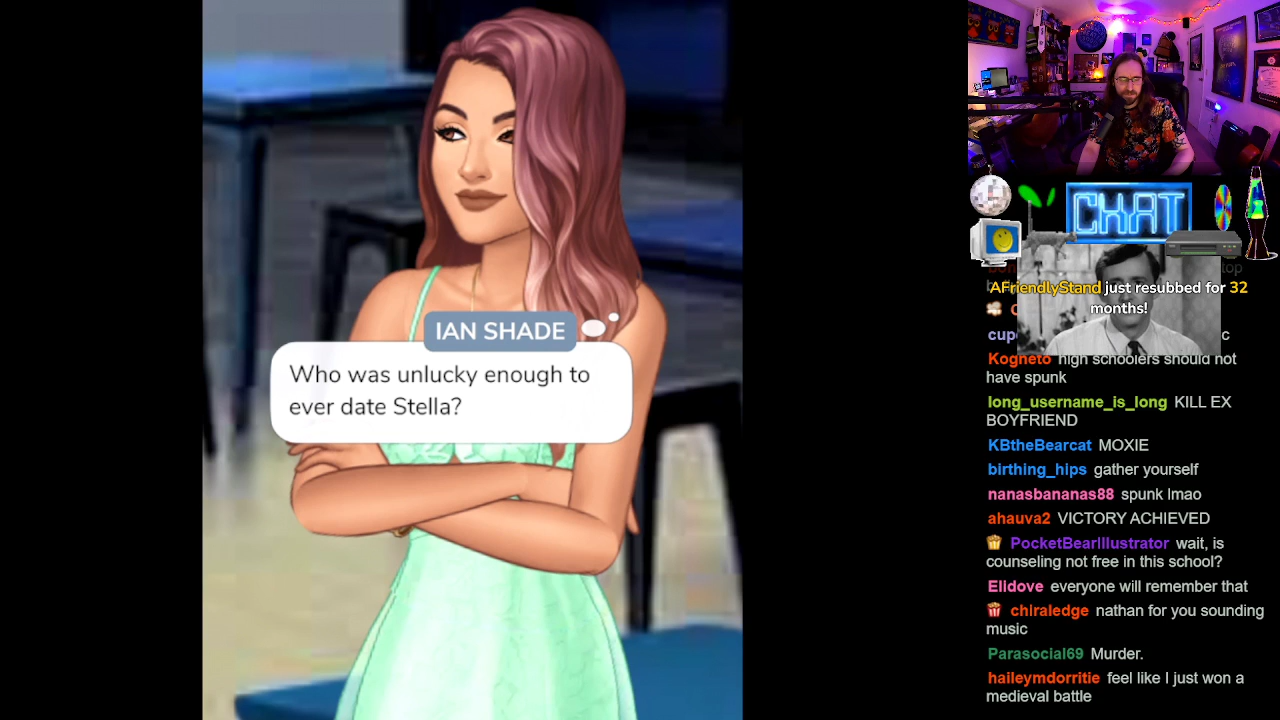 IAN SHADE
Who was unlucky enough to
ever date Stella?
CHAT
top
AFriendlyStand just resubbed for 32
months!
cup
c
Kogneto high schoolers should not
have spunk
long_username_is_long KILL EX
BOYFRIEND
KBtheBearcat MOXIE
birthing_hips gather yourself
nanasbananas88 spunk lmao
ahauva2 VICTORY ACHIEVED
PocketBearIllustrator wait, is
counseling not free in this school?
Elidove everyone will remember that
chiraledge nathan for you sounding
music
Parasocial69 Murder.
haileymdorritie feel like I just won a
medieval battle